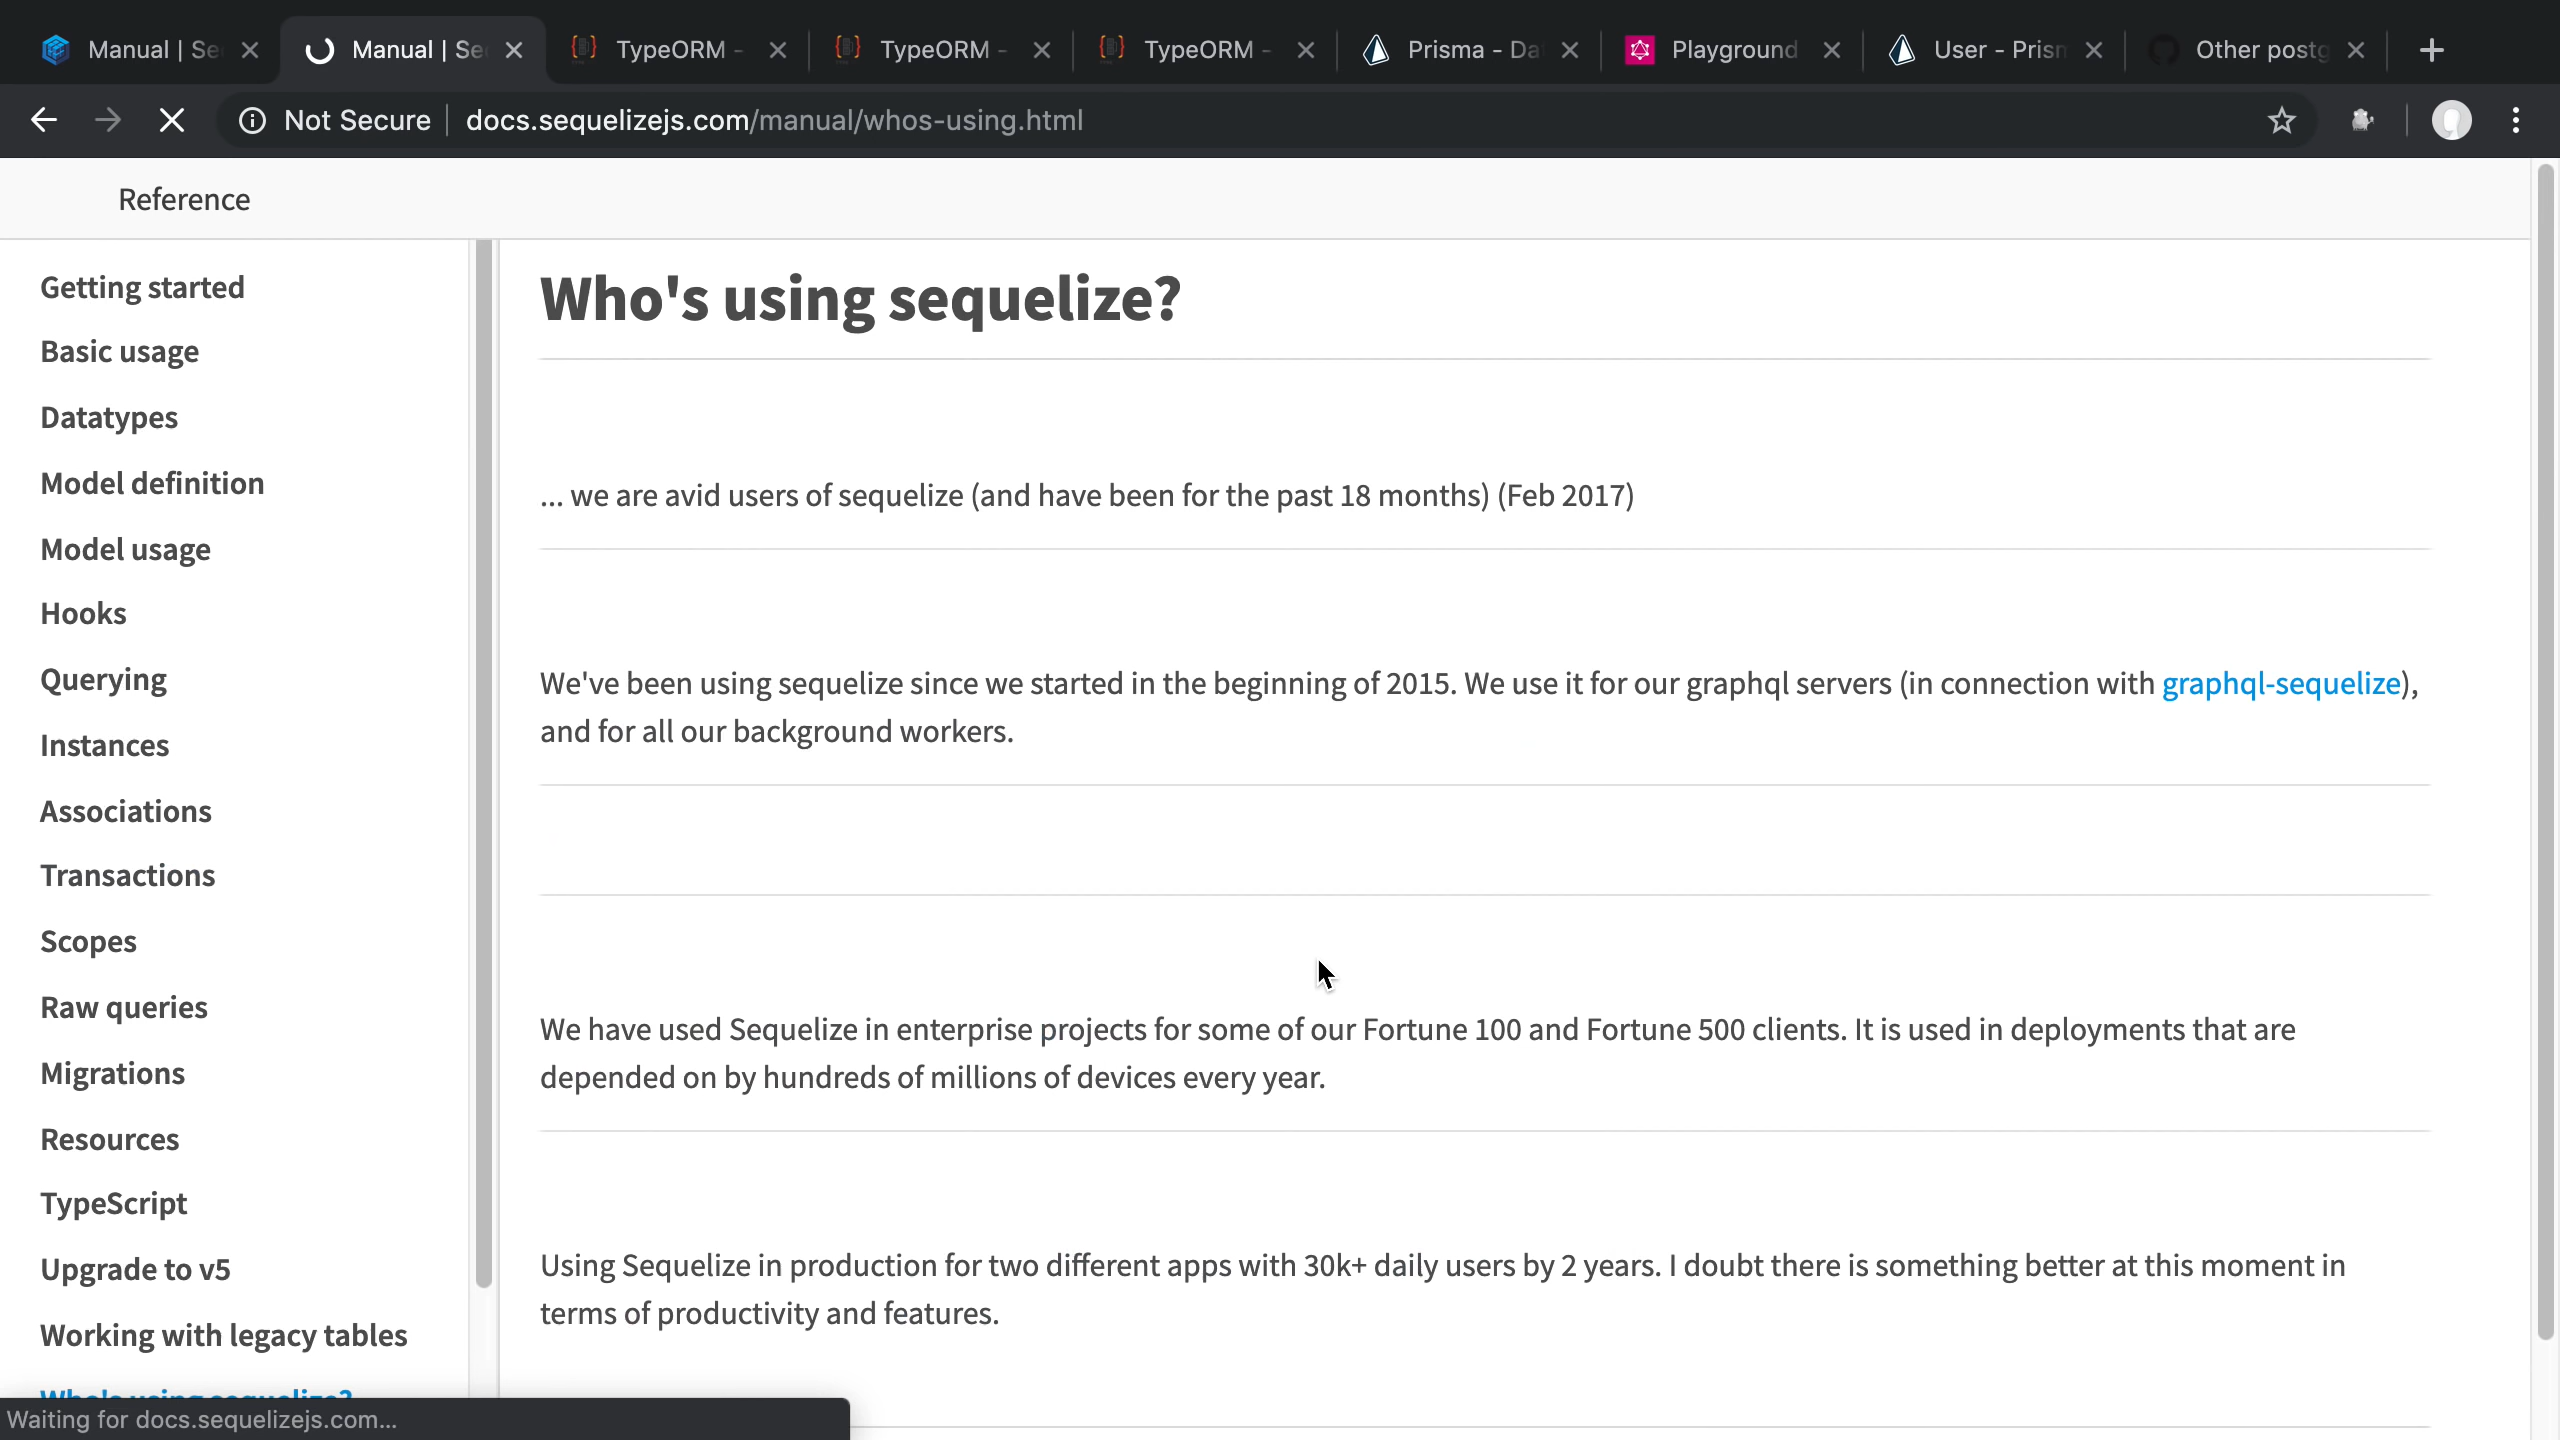 Manual | Se
Manual | Se
TypeORM -
TypeORM -
TypeORM -
Prisma - Da
Playground
User - Prism
Other postg
Not Secure
docs.sequelizejs.com/manual/whos-using.html
Reference
Getting started
Basic usage
Datatypes
Model definition
Model usage
Hooks
Querying
Instances
Associations
Transactions
Scopes
Raw queries
Migrations
Resources
TypeScript
Upgrade to v5
Working with legacy tables
Who's using sequelize?
Waiting for docs.sequelizejs.com...
Who's using sequelize?
... we are avid users of sequelize (and have been for the past 18 months) (Feb 2017)
We've been using sequelize since we started in the beginning of 2015. We use it for our graphql servers (in connection with graphql-sequelize),
and for all our background workers.
We have used Sequelize in enterprise projects for some of our Fortune 100 and Fortune 500 clients. It is used in deployments that are
depended on by hundreds of millions of devices every year.
Using Sequelize in production for two different apps with 30k+ daily users by 2 years. I doubt there is something better at this moment in
terms of productivity and features.